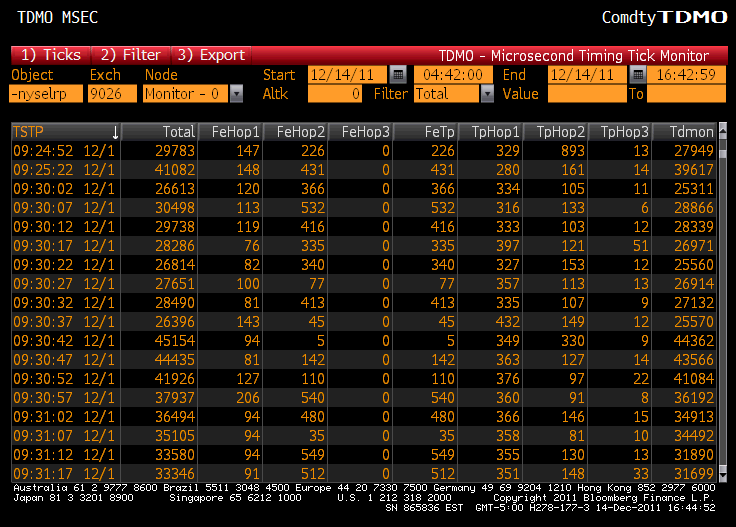 TDMO MSEC ComdtyTDMO
1) Ticks 2) Filter 3) Export TDMO - Microsecond Timing Tick Monitor
Object Exch Node Start 12/14/11 04:42:00 End 12/14/11 16:42:59
-nyselrp 9026 Monitor - 0 Altk 0 Filter Total Value To
TSTP Total FeHop1 FeHop2 FeHop3 FeTp TpHop1 TpHop2 TpHop3 Tdmon
09:24:52 12/1 29783 147 226 0 226 329 893 13 27949
09:25:22 12/1 41082 148 431 0 431 280 161 14 39617
09:30:02 12/1 26613 120 366 0 366 334 105 11 25311
09:30:07 12/1 30498 113 532 0 532 316 133 6 28866
09:30:12 12/1 29738 119 416 0 416 333 103 12 28339
09:30:17 12/1 28286 76 335 0 335 397 121 51 26971
09:30:22 12/1 26814 82 340 0 340 327 153 12 25560
09:30:27 12/1 27651 100 77 0 77 357 113 13 26914
09:30:32 12/1 28490 81 413 0 413 335 107 9 27132
09:30:37 12/1 26396 143 45 0 45 432 149 12 25570
09:30:42 12/1 45154 94 5 0 5 349 330 9 44362
09:30:47 12/1 44435 81 142 0 142 363 127 14 43566
09:30:52 12/1 41926 127 110 0 110 376 97 22 41084
09:30:57 12/1 37937 206 540 0 540 360 91 8 36192
09:31:02 12/1 36494 94 480 0 480 366 146 15 34913
09:31:07 12/1 35105 94 35 0 35 358 81 10 34492
09:31:12 12/1 33580 94 549 0 549 355 130 13 31890
09:31:17 12/1 33346 91 512 0 512 351 148 33 31699
Australia 61 2 9777 8600 Brazil 5511 3048 4500 Europe 44 20 7330 7500 Germany 49 69 9204 1210 Hong Kong 852 2977 6000
Japan 81 3 3201 8900 Singapore 65 6212 1000 U.S. 1 212 318 2000 Copyright 2011 Bloomberg Finance L.P.
SN 865836 EST GMT-5:00 H278-177-3 14-Dec-2011 16:44:52